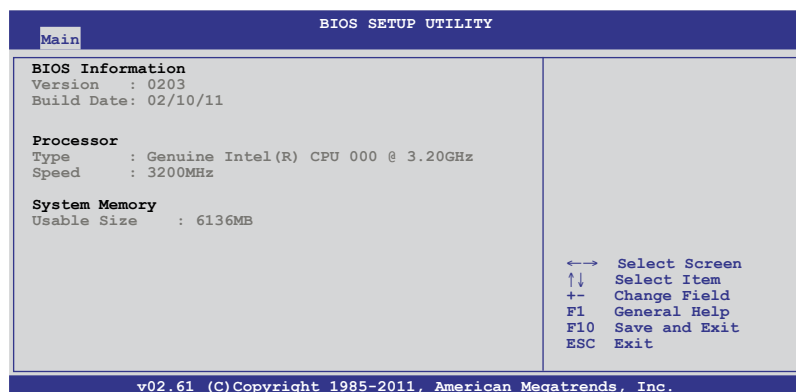 BIOS SETUP UTILITY
Main
BIOS Information
Version : 0203
Build Date: 02/10/11
Processor
Type : Genuine Intel(R) CPU 000 @ 3.20GHz
Speed : 3200MHz
System Memory
Usable Size : 6136MB
←→ Select Screen
↑↓ Select Item
+- Change Field
F1 General Help
F10 Save and Exit
ESC Exit
v02.61 (C)Copyright 1985-2011, American Megatrends, Inc.